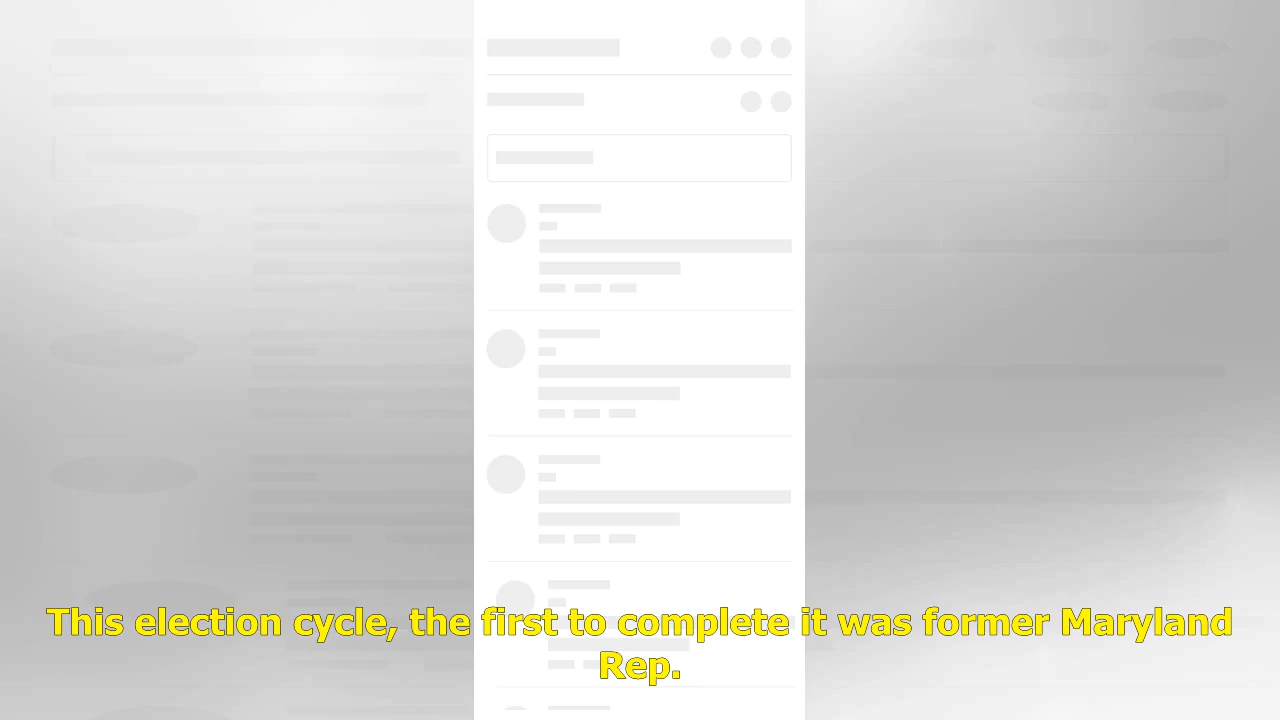 This election cycle, the first to complete it was former Maryland
Rep.